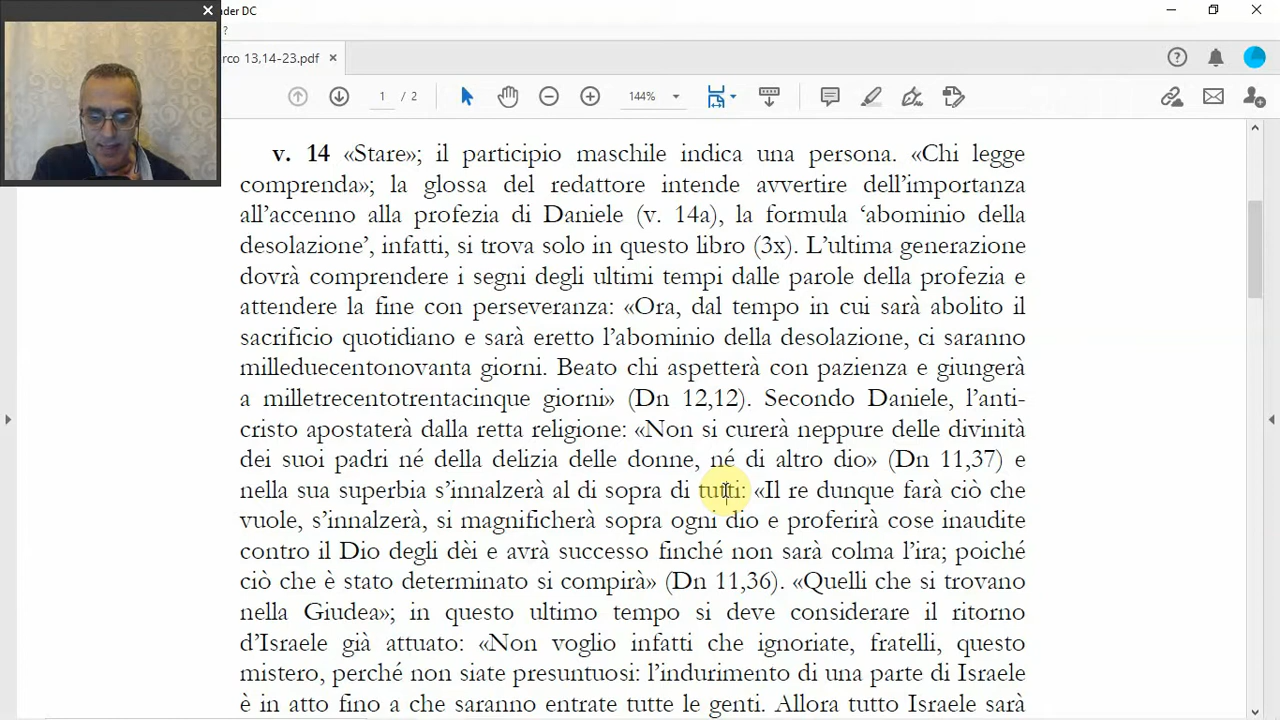 der DC
?
rco 13,14-23.pdf
1 / 2
144%
v. 14 «Stare»; il participio maschile indica una persona. «Chi legge
comprenda»; la glossa del redattore intende avvertire dell’importanza
all’accenno alla profezia di Daniele (v. 14a), la formula ‘abominio della
desolazione’, infatti, si trova solo in questo libro (3x). L’ultima generazione
dovrà comprendere i segni degli ultimi tempi dalle parole della profezia e
attendere la fine con perseveranza: «Ora, dal tempo in cui sarà abolito il
sacrificio quotidiano e sarà eretto l’abominio della desolazione, ci saranno
milleduecentonovanta giorni. Beato chi aspetterà con pazienza e giungerà
a milletrecentotrentacinque giorni» (Dn 12,12). Secondo Daniele, l’anti-
cristo apostaterà dalla retta religione: «Non si curerà neppure delle divinità
dei suoi padri né della delizia delle donne, né di altro dio» (Dn 11,37) e
nella sua superbia s’innalzerà al di sopra di tutti: «Il re dunque farà ciò che
vuole, s’innalzerà, si magnificherà sopra ogni dio e proferirà cose inaudite
contro il Dio degli dèi e avrà successo finché non sarà colma l’ira; poiché
ciò che è stato determinato si compirà» (Dn 11,36). «Quelli che si trovano
nella Giudea»; in questo ultimo tempo si deve considerare il ritorno
d’Israele già attuato: «Non voglio infatti che ignoriate, fratelli, questo
mistero, perché non siate presuntuosi: l’indurimento di una parte di Israele
è in atto fino a che saranno entrate tutte le genti. Allora tutto Israele sarà